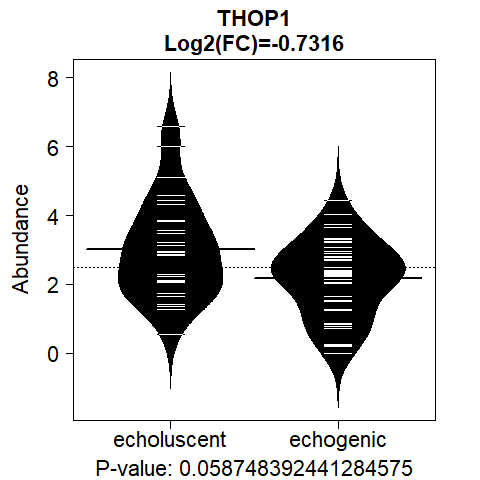 THOP1
Log2(FC)=-0.7316
8
6
4
2
0
Abundance
echoluscent echogenic
P-value: 0.058748392441284575